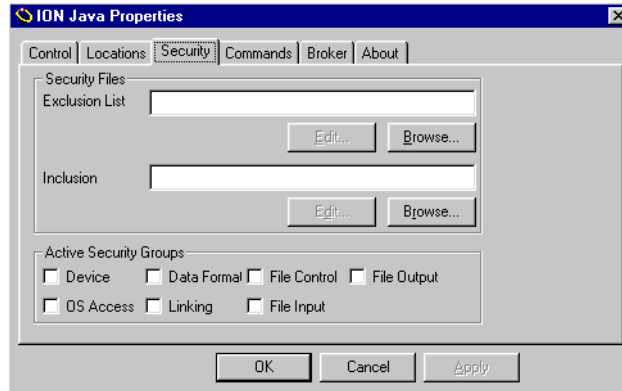 ION Java Properties
Control Locations Security Commands Broker About
Security Files
Exclusion List
Edit... Browse...
Inclusion
Edit... Browse...
Active Security Groups
Device Data Formal File Control File Output
OS Access Linking File Input
OK Cancel Apply